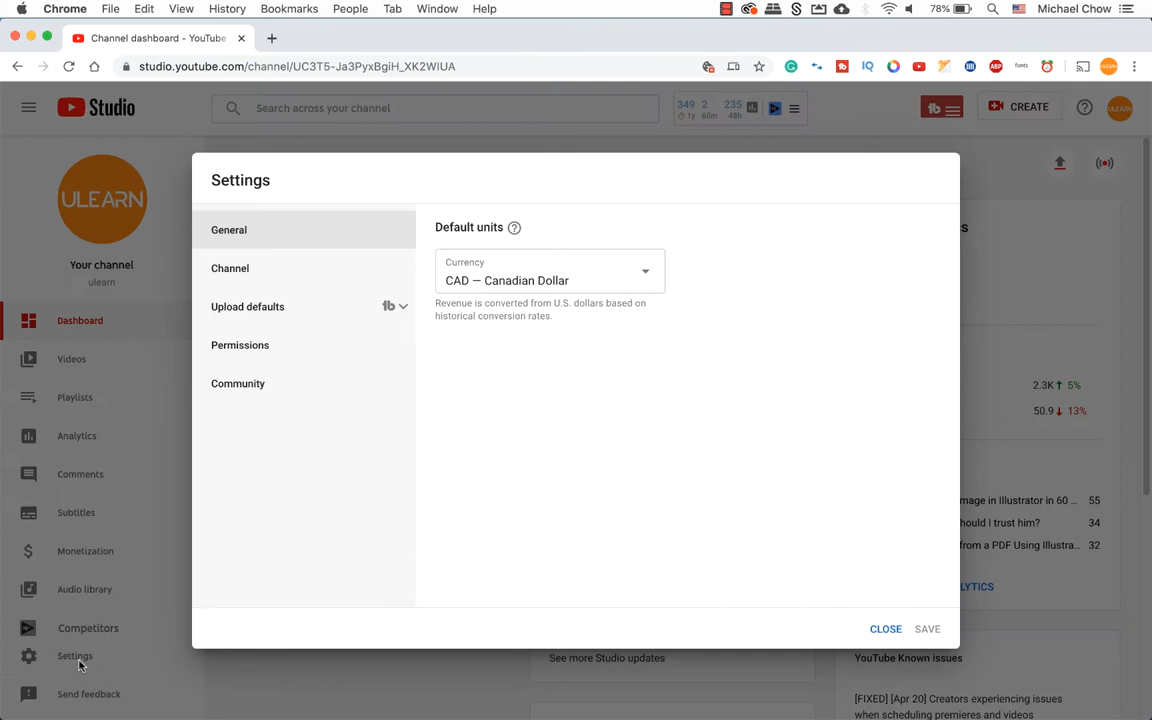 Chrome File Edit View History Bookmarks People Tab Window Help 78% Michael Chow
Channel dashboard - YouTube
studio.youtube.com/channel/UC3T5-Ja3PyxBgiH_XK2WIUA
Studio
Search across your channel
349 2 235
1y 60m 48h
CREATE
ULEARN
Your channel
ulearn
Dashboard
Videos
Playlists
Analytics
Comments
Subtitles
Monetization
Audio library
Competitors
Settings
Send feedback
Settings
General
Channel
Upload defaults
Permissions
Community
Default units
Currency
CAD — Canadian Dollar
Revenue is converted from U.S. dollars based on
historical conversion rates.
CLOSE SAVE
s
2.3K 5%
50.9 13%
mage in Illustrator in 60 ... 55
hould I trust him? 34
from a PDF Using Illustra... 32
LYTICS
See more Studio updates
YouTube Known issues
[FIXED] [Apr 20] Creators experiencing issues
when scheduling premieres and videos